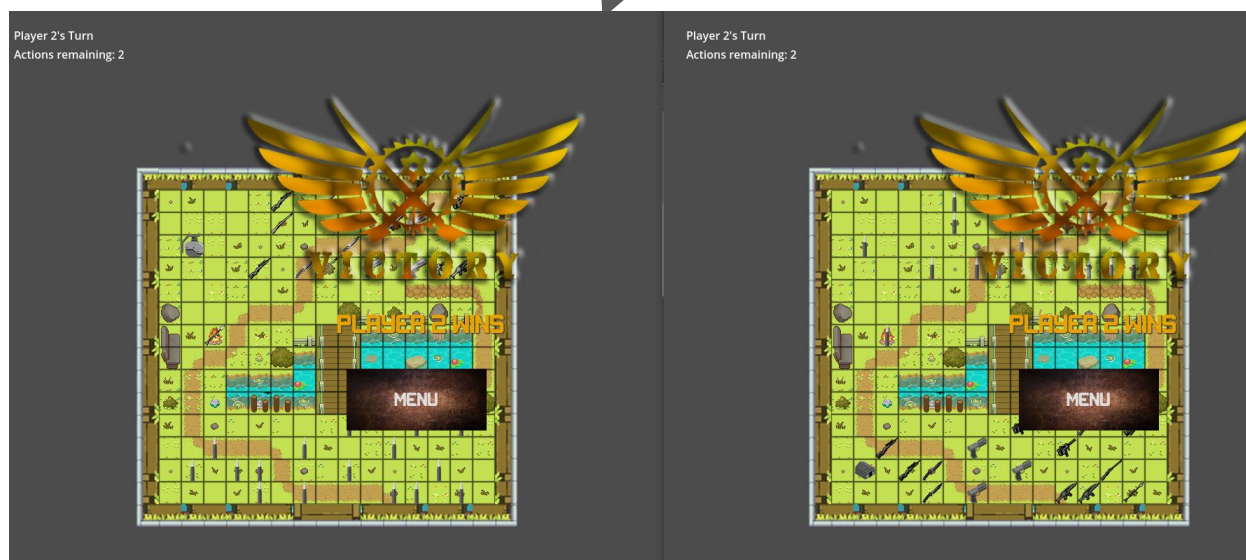 Player 2's Turn
Actions remaining: 2
VICTORY
PLAYER 2 WINS
MENU
Player 2's Turn
Actions remaining: 2
VICTORY
PLAYER 2 WINS
MENU